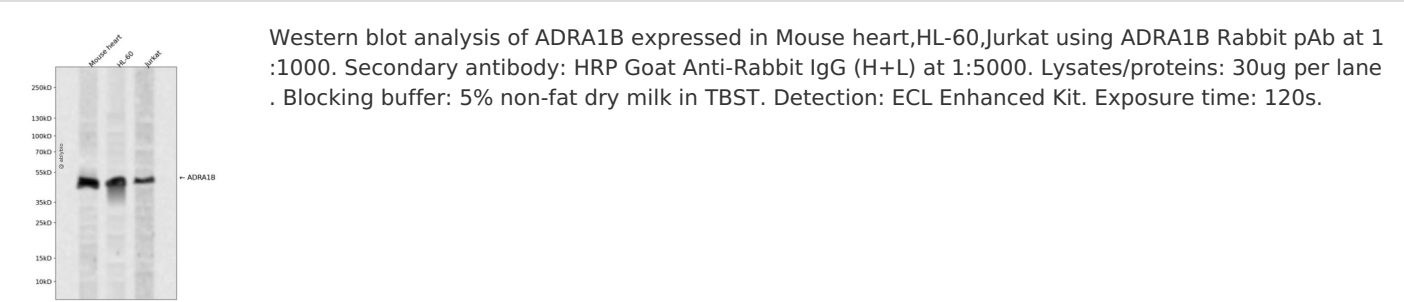 Mouse heart
HL-60
Jurkat
250kD
130kD
100kD
70kD
55kD
35kD
25kD
15kD
10kD
← ADRA1B
Western blot analysis of ADRA1B expressed in Mouse heart,HL-60,Jurkat using ADRA1B Rabbit pAb at 1
:1000. Secondary antibody: HRP Goat Anti-Rabbit IgG (H+L) at 1:5000. Lysates/proteins: 30ug per lane
. Blocking buffer: 5% non-fat dry milk in TBST. Detection: ECL Enhanced Kit. Exposure time: 120s.